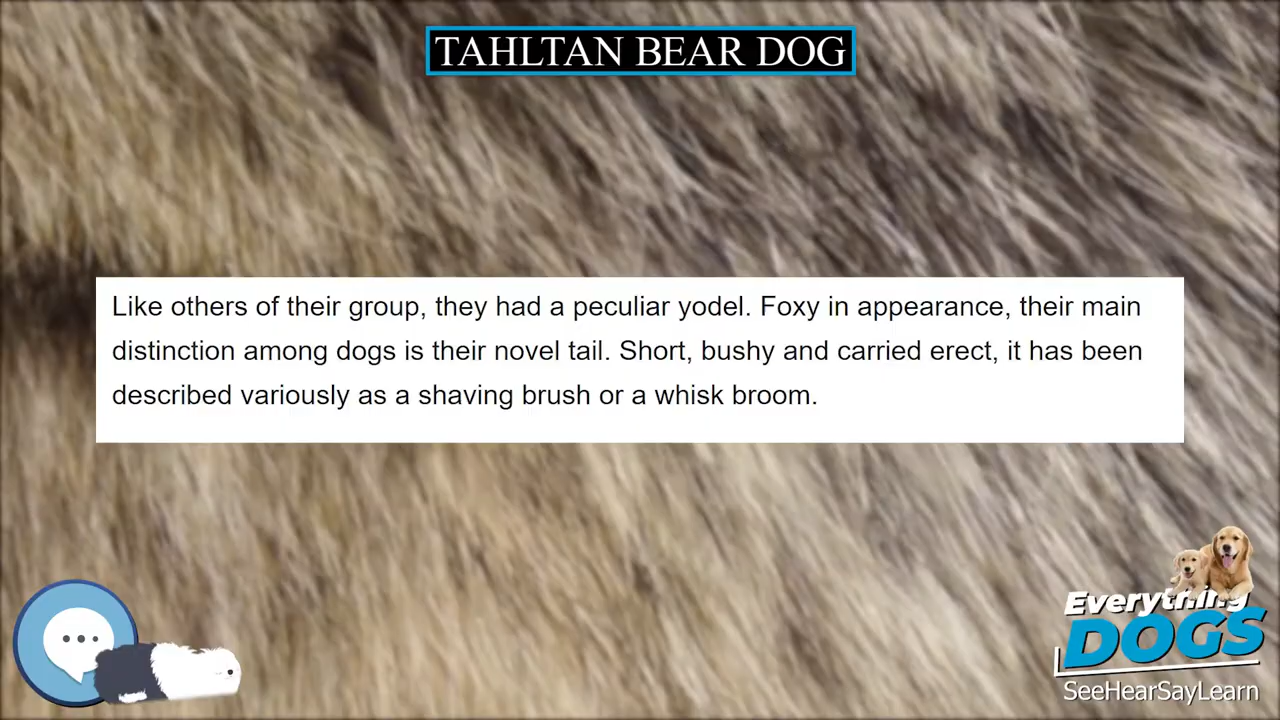 TAHLTAN BEAR DOG
Like others of their group, they had a peculiar yodel. Foxy in appearance, their main
distinction among dogs is their novel tail. Short, bushy and carried erect, it has been
described variously as a shaving brush or a whisk broom.
Everything
DOGS
SeeHearSayLearn